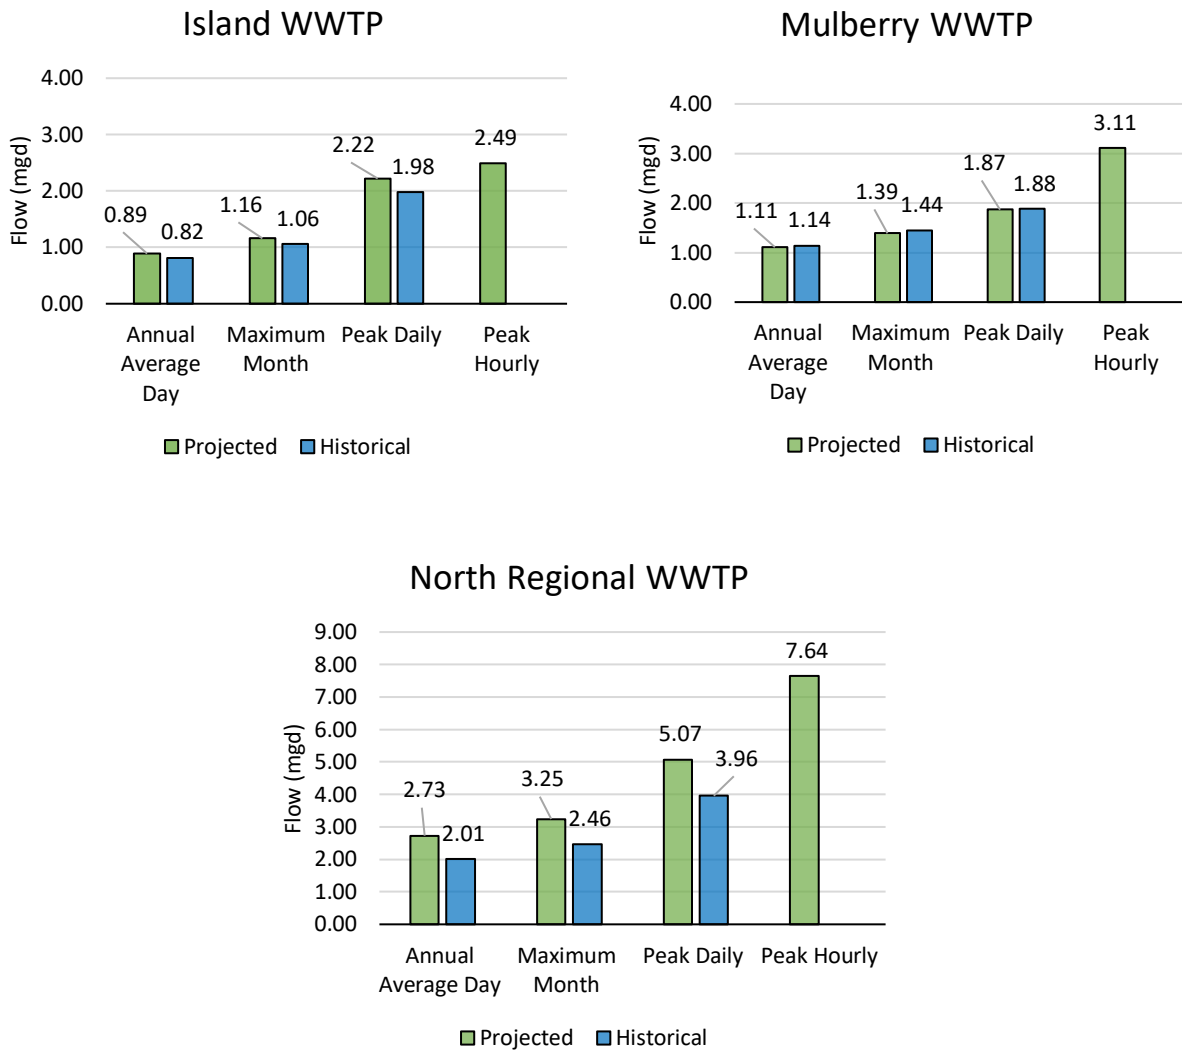 Island WWTP
4.00
3.00
2.00
1.00
0.00
Flow (mgd)
0.89
0.82
1.16
1.06
2.22
1.98
2.49
Annual
Average
Day
Maximum
Month
Peak Daily
Peak
Hourly
Projected
Historical
Mulberry WWTP
4.00
3.00
2.00
1.00
0.00
Flow (mgd)
1.11
1.14
1.39
1.44
1.87
1.88
3.11
Annual
Average
Day
Maximum
Month
Peak Daily
Peak
Hourly
Projected
Historical
North Regional WWTP
9.00
8.00
7.00
6.00
5.00
4.00
3.00
2.00
1.00
0.00
Flow (mgd)
2.73
2.01
3.25
2.46
5.07
3.96
7.64
Annual
Average Day
Maximum
Month
Peak Daily
Peak Hourly
Projected
Historical